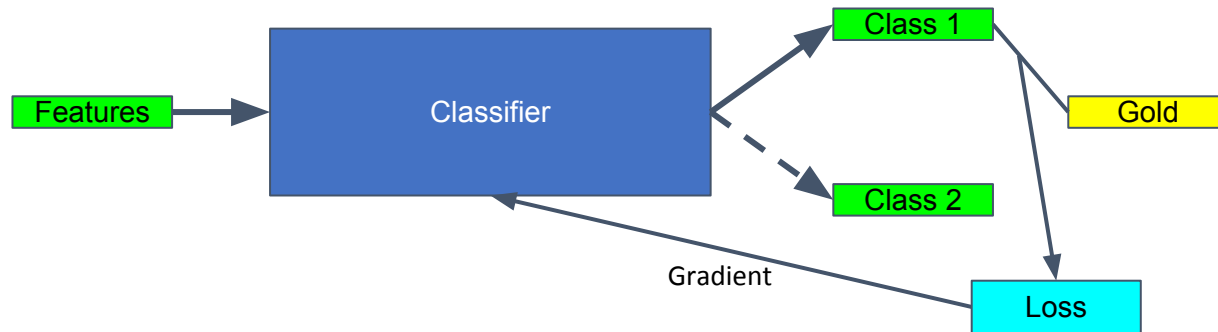 Class 1
Features
Classifier
Gold
Class 2
Gradient
Loss